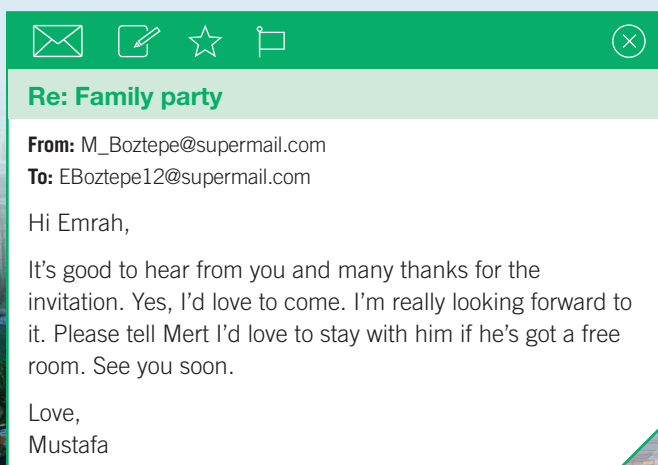 Re: Family party
From: M_Boztepe@supermail.com
To: EBoztepe12@supermail.com
Hi Emrah,
It’s good to hear from you and many thanks for the
invitation. Yes, I’d love to come. I’m really looking forward to
it. Please tell Mert I’d love to stay with him if he’s got a free
room. See you soon.
Love,
Mustafa